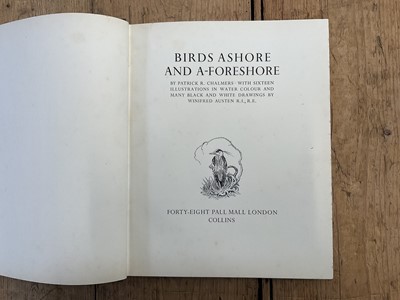 BIRDS ASHORE
AND A-FORESHORE
BY PATRICK R. CHALMERS · WITH SIXTEEN
ILLUSTRATIONS IN WATER COLOUR AND
MANY BLACK AND WHITE DRAWINGS BY
WINIFRED AUSTEN R.I., R.E.
FORTY-EIGHT PALL MALL LONDON
COLLINS